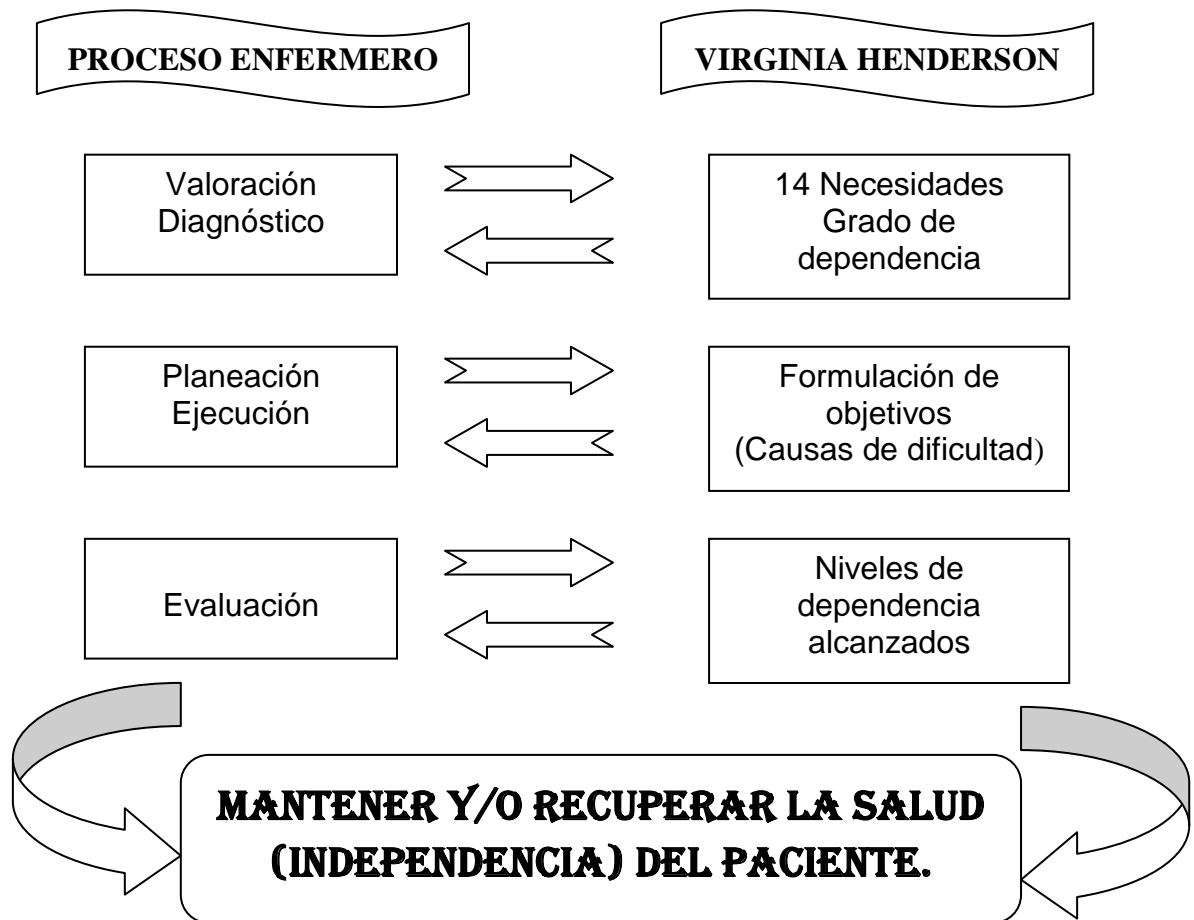 PROCESO ENFERMERO
VIRGINIA HENDERSON
Valoración
Diagnóstico
14 Necesidades
Grado de
dependencia
Planeación
Ejecución
Formulación de
objetivos
(Causas de dificultad)
Evaluación
Niveles de
dependencia
alcanzados
MANTENER Y/O RECUPERAR LA SALUD
(INDEPENDENCIA) DEL PACIENTE.